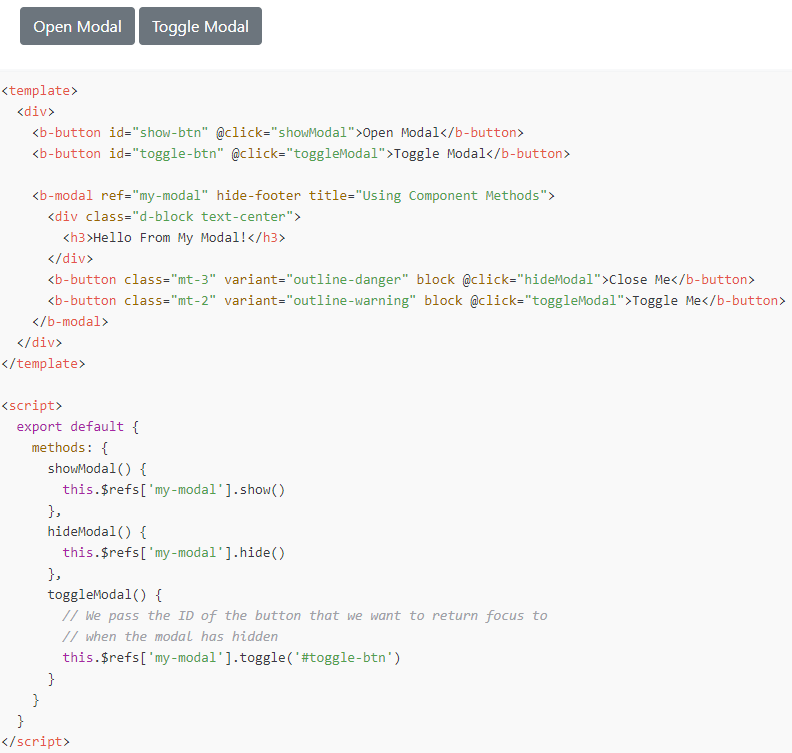 Open Modal Toggle Modal
<template>
  <div>
    <b-button id="show-btn" @click="showModal">Open Modal</b-button>
    <b-button id="toggle-btn" @click="toggleModal">Toggle Modal</b-button>

    <b-modal ref="my-modal" hide-footer title="Using Component Methods">
      <div class="d-block text-center">
        <h3>Hello From My Modal!</h3>
      </div>
      <b-button class="mt-3" variant="outline-danger" block @click="hideModal">Close Me</b-button>
      <b-button class="mt-2" variant="outline-warning" block @click="toggleModal">Toggle Me</b-button>
    </b-modal>
  </div>
</template>

<script>
  export default {
    methods: {
      showModal() {
        this.$refs['my-modal'].show()
      },
      hideModal() {
        this.$refs['my-modal'].hide()
      },
      toggleModal() {
        // We pass the ID of the button that we want to return focus to
        // when the modal has hidden
        this.$refs['my-modal'].toggle('#toggle-btn')
      }
    }
  }
</script>